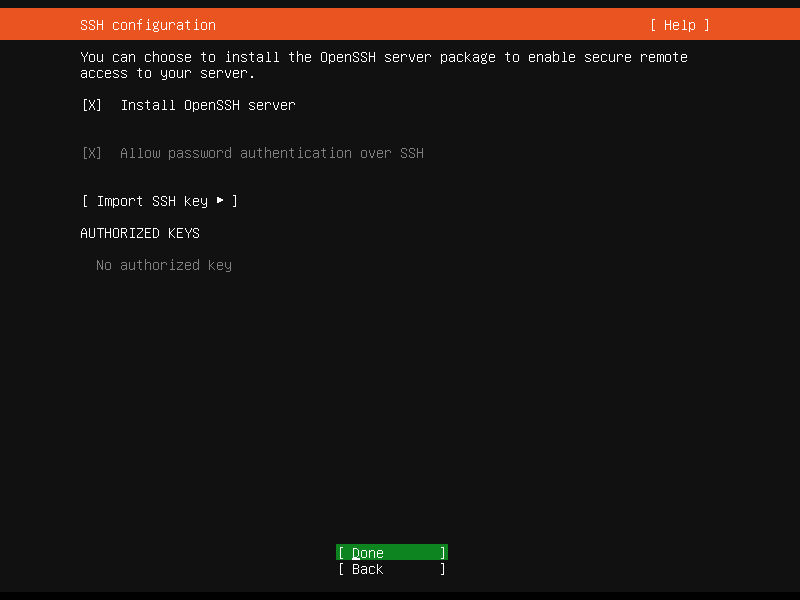 SSH configuration [ Help ]
You can choose to install the OpenSSH server package to enable secure remote
access to your server.
[X] Install OpenSSH server
[X] Allow password authentication over SSH
[ Import SSH key ▸ ]
AUTHORIZED KEYS
No authorized key
[ Done ]
[ Back ]